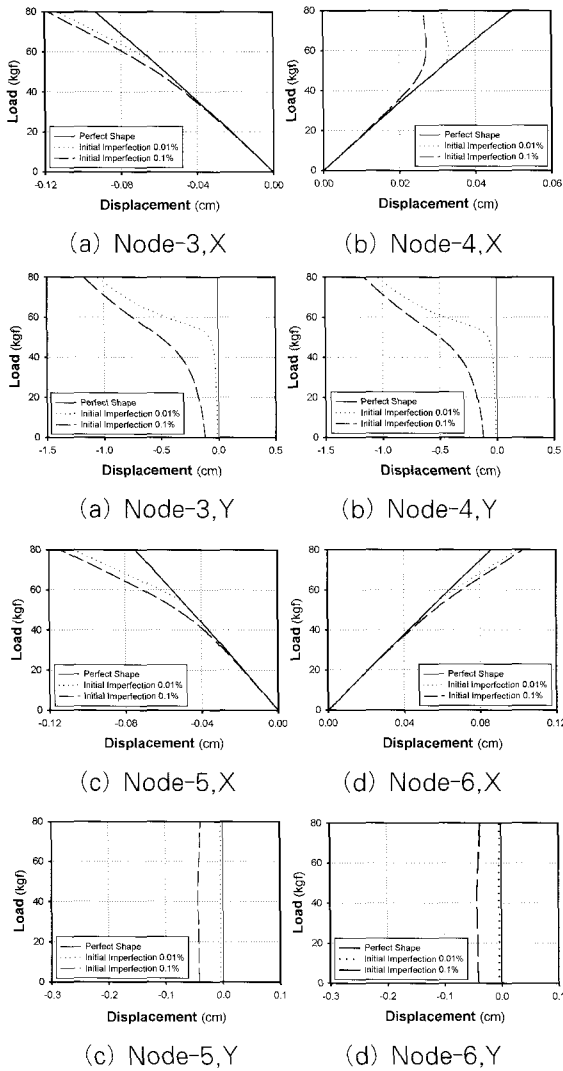 80
60
40
20
0
Load (kgf)
Perfect Shape
Initial Imperfection 0.01%
Initial Imperfection 0.1%
-0.12 -0.08 -0.04 0.00
Displacement (cm)
(a) Node-3,X
80
60
40
20
0
Load (kgf)
Perfect Shape
Initial Imperfection 0.01%
Initial Imperfection 0.1%
0.00 0.02 0.04 0.06
Displacement (cm)
(b) Node-4,X
80
60
40
20
0
Load (kgf)
Perfect Shape
Initial Imperfection 0.01%
Initial Imperfection 0.1%
-1.5 -1.0 -0.5 0.0 0.5
Displacement (cm)
(a) Node-3,Y
80
60
40
20
0
Load (kgf)
Perfect Shape
Initial Imperfection 0.01%
Initial Imperfection 0.1%
-1.5 -1.0 -0.5 0.0 0.5
Displacement (cm)
(b) Node-4,Y
80
60
40
20
0
Load (kgf)
Perfect Shape
Initial Imperfection 0.01%
Initial Imperfection 0.1%
-0.12 -0.08 -0.04 0.00
Displacement (cm)
(c) Node-5,X
80
60
40
20
0
Load (kgf)
Perfect Shape
Initial Imperfection 0.01%
Initial Imperfection 0.1%
0.00 0.04 0.08 0.12
Displacement (cm)
(d) Node-6,X
80
60
40
20
0
Load (kgf)
Perfect Shape
Initial Imperfection 0.01%
Initial Imperfection 0.1%
-0.3 -0.2 -0.1 0.0 0.1
Displacement (cm)
(c) Node-5,Y
80
60
40
20
0
Load (kgf)
Perfect Shape
Initial Imperfection 0.01%
Initial Imperfection 0.1%
-0.3 -0.2 -0.1 0.0 0.1
Displacement (cm)
(d) Node-6,Y